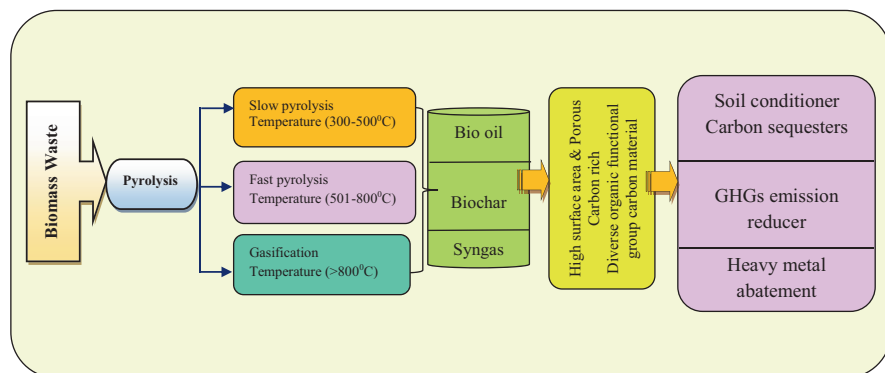 Biomass Waste
Pyrolysis
Slow pyrolysis
Temperature (300-500⁰C)
Fast pyrolysis
Temperature (501-800⁰C)
Gasification
Temperature (>800⁰C)
Bio oil
Biochar
Syngas
High surface area & Porous
Carbon rich
Diverse organic functional
group carbon material
Soil conditioner
Carbon sequesters
GHGs emission
reducer
Heavy metal
abatement